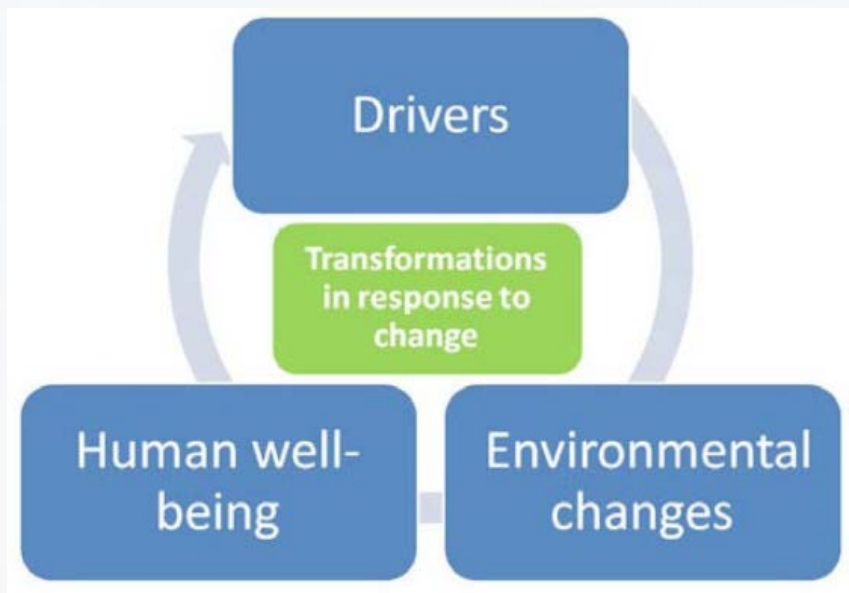 Drivers
Transformations
in response to
change
Human well-
being
Environmental
changes